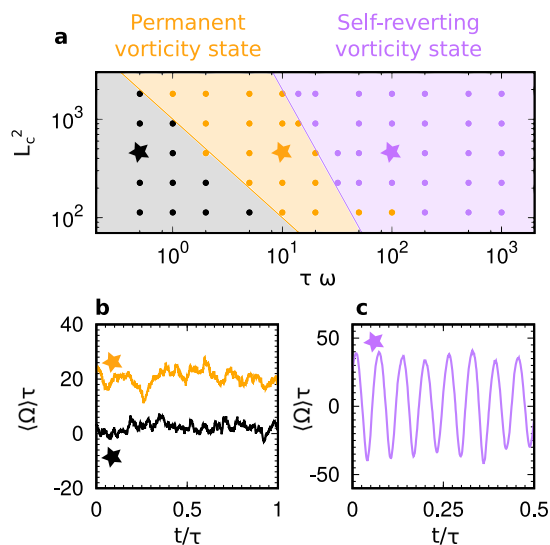 Permanent vorticity state
Self-reverting vorticity state
a
10³
10²
L_c²
10⁰ 10¹ 10² 10³
τ ω
b
40
20
0
-20
⟨Ω⟩τ
0 0.5 1
t/τ
c
50
0
-60
⟨Ω⟩τ
0 0.25 0.5
t/τ